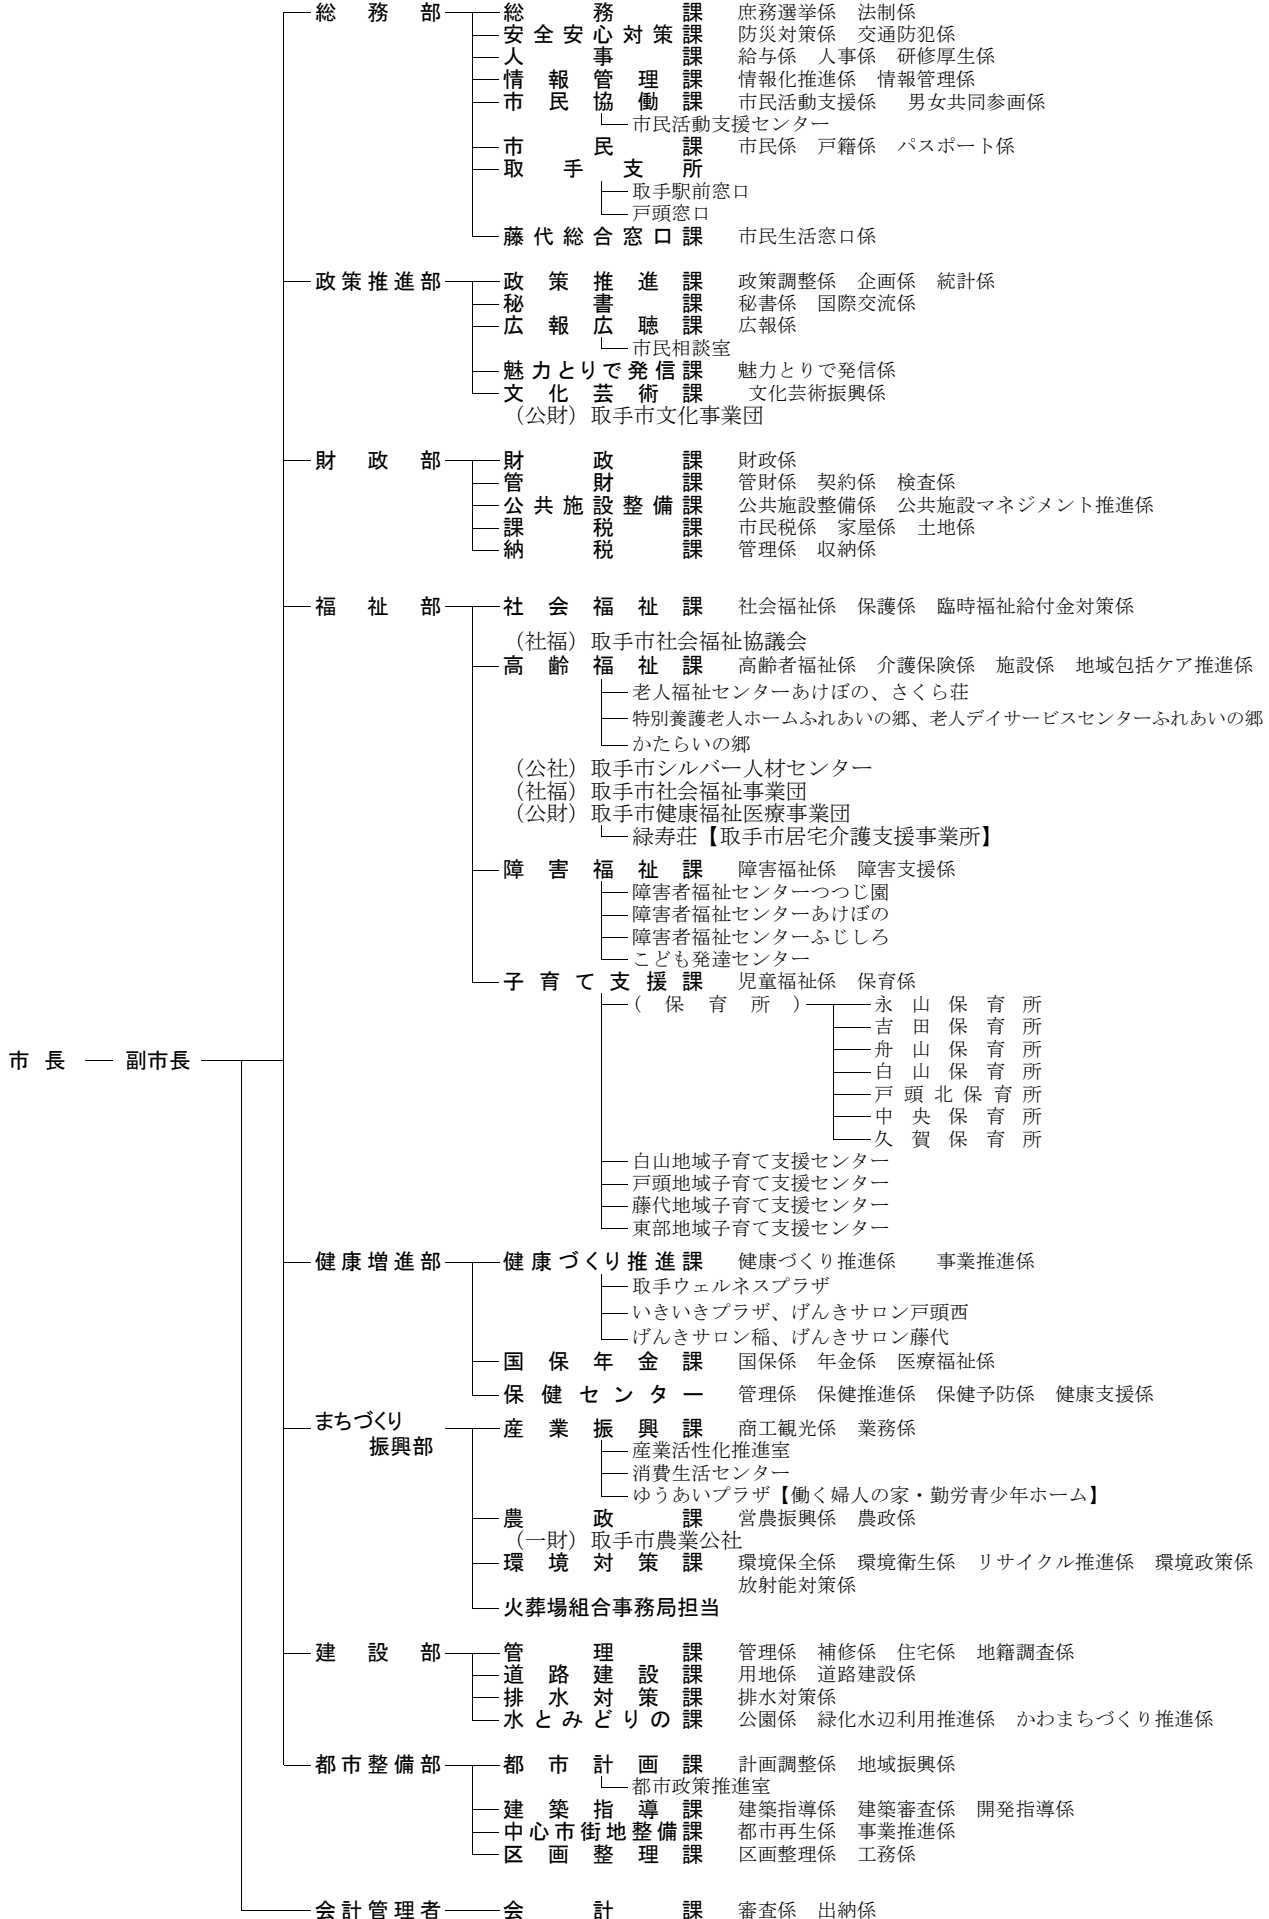 総務部 総務課 庶務選挙係 法制係
安全安心対策課 防災対策係 交通防犯係
人事課 給与係 人事係 研修厚生係
情報管理課 情報化推進係 情報管理係
市民協働課 市民活動支援係 男女共同参画係
市民活動支援センター
市民課 市民係 戸籍係 パスポート係
取手支所
取手駅前窓口
戸頭窓口
藤代総合窓口課 市民生活窓口係
政策推進部 政策推進課 政策調整係 企画係 統計係
秘書課 秘書係 国際交流係
広報広聴課 広報係
市民相談室
魅力とりで発信課 魅力とりで発信係
文化芸術課 文化芸術振興係
（公財）取手市文化事業団
財政部 財政課 財政係
管財課 管財係 契約係 検査係
公共施設整備課 公共施設整備係 公共施設マネジメント推進係
課税課 市民税係 家屋係 土地係
納税課 管理係 収納係
福祉部 社会福祉課 社会福祉係 保護係 臨時福祉給付金対策係
（社福）取手市社会福祉協議会
高齢福祉課 高齢者福祉係 介護保険係 施設係 地域包括ケア推進係
老人福祉センターあけぼの、さくら荘
特別養護老人ホームふれあいの郷、老人デイサービスセンターふれあいの郷
かたらいの郷
（公社）取手市シルバー人材センター
（社福）取手市社会福祉事業団
（公財）取手市健康福祉医療事業団
緑寿荘【取手市居宅介護支援事業所】
障害福祉課 障害福祉係 障害支援係
障害者福祉センターつつじ園
障害者福祉センターあけぼの
障害者福祉センターふじしろ
こども発達センター
子育て支援課 児童福祉係 保育係
(保育所) 永山保育所
吉田保育所
舟山保育所
白山保育所
市長 副市長
戸頭北保育所
中央保育所
久賀保育所
白山地域子育て支援センター
戸頭地域子育て支援センター
藤代地域子育て支援センター
東部地域子育て支援センター
健康増進部 健康づくり推進課 健康づくり推進係 事業推進係
取手ウェルネスプラザ
いきいきプラザ、げんきサロン戸頭西
げんきサロン稲、げんきサロン藤代
国保年金課 国保係 年金係 医療福祉係
保健センター 管理係 保健推進係 保健予防係 健康支援係
まちづくり
振興部 産業振興課 商工観光係 業務係
産業活性化推進室
消費生活センター
ゆうあいプラザ【働く婦人の家・勤労青少年ホーム】
農政課 営農振興係 農政係
（一財）取手市農業公社
環境対策課 環境保全係 環境衛生係 リサイクル推進係 環境政策係
放射能対策係
火葬場組合事務局担当
建設部 管理課 管理係 補修係 住宅係 地籍調査係
道路建設課 用地係 道路建設係
排水対策課 排水対策係
水とみどりの課 公園係 緑化水辺利用推進係 かわまちづくり推進係
都市整備部 都市計画課 計画調整係 地域振興係
都市政策推進室
建築指導課 建築指導係 建築審査係 開発指導係
中心市街地整備課 都市再生係 事業推進係
区画整理課 区画整理係 工務係
会計管理者 会計課 審査係 出納係